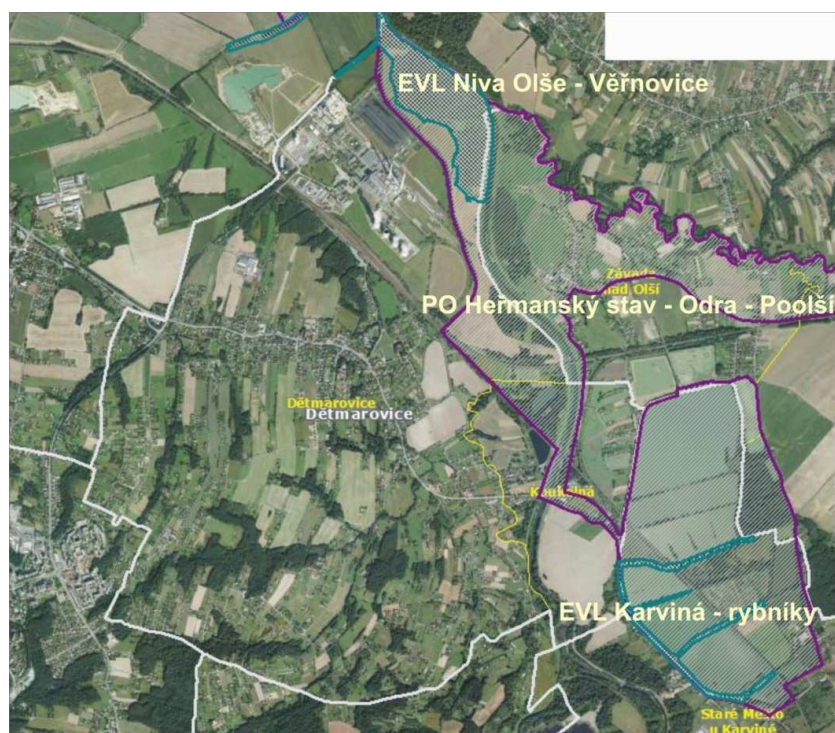 EVL Niva Olše - Věřnovice
Závada
nad Olší
PO Heřmanský stav - Odra - Poolší
Dětmarovice
Dětmarovice
Koukolná
EVL Karviná - rybníky
Staré Město
u Karviné